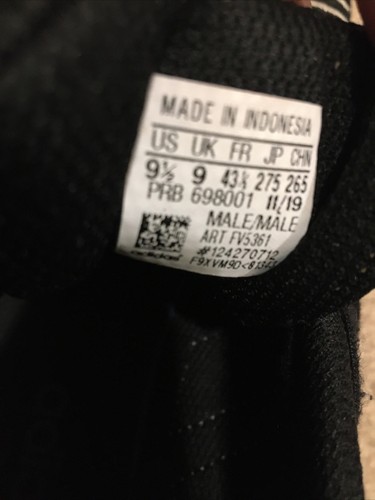 MADE IN INDONESIA
US UK FR JP CHN
9½ 9 43⅓ 275 265
PRB 698001 11/19
MALE/MALE
ART FV5361
#124270712
adidas